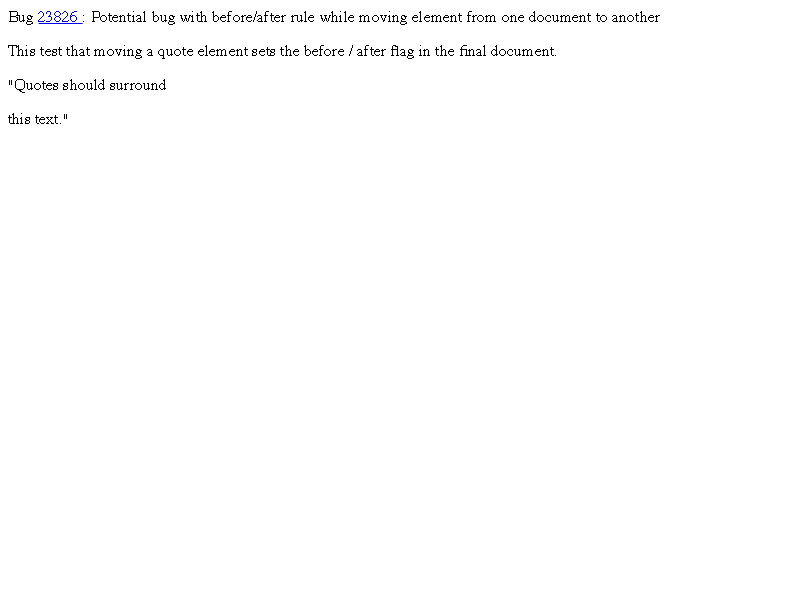 Bug 23826 : Potential bug with before/after rule while moving element from one document to another
This test that moving a quote element sets the before / after flag in the final document.
"Quotes should surround
this text."